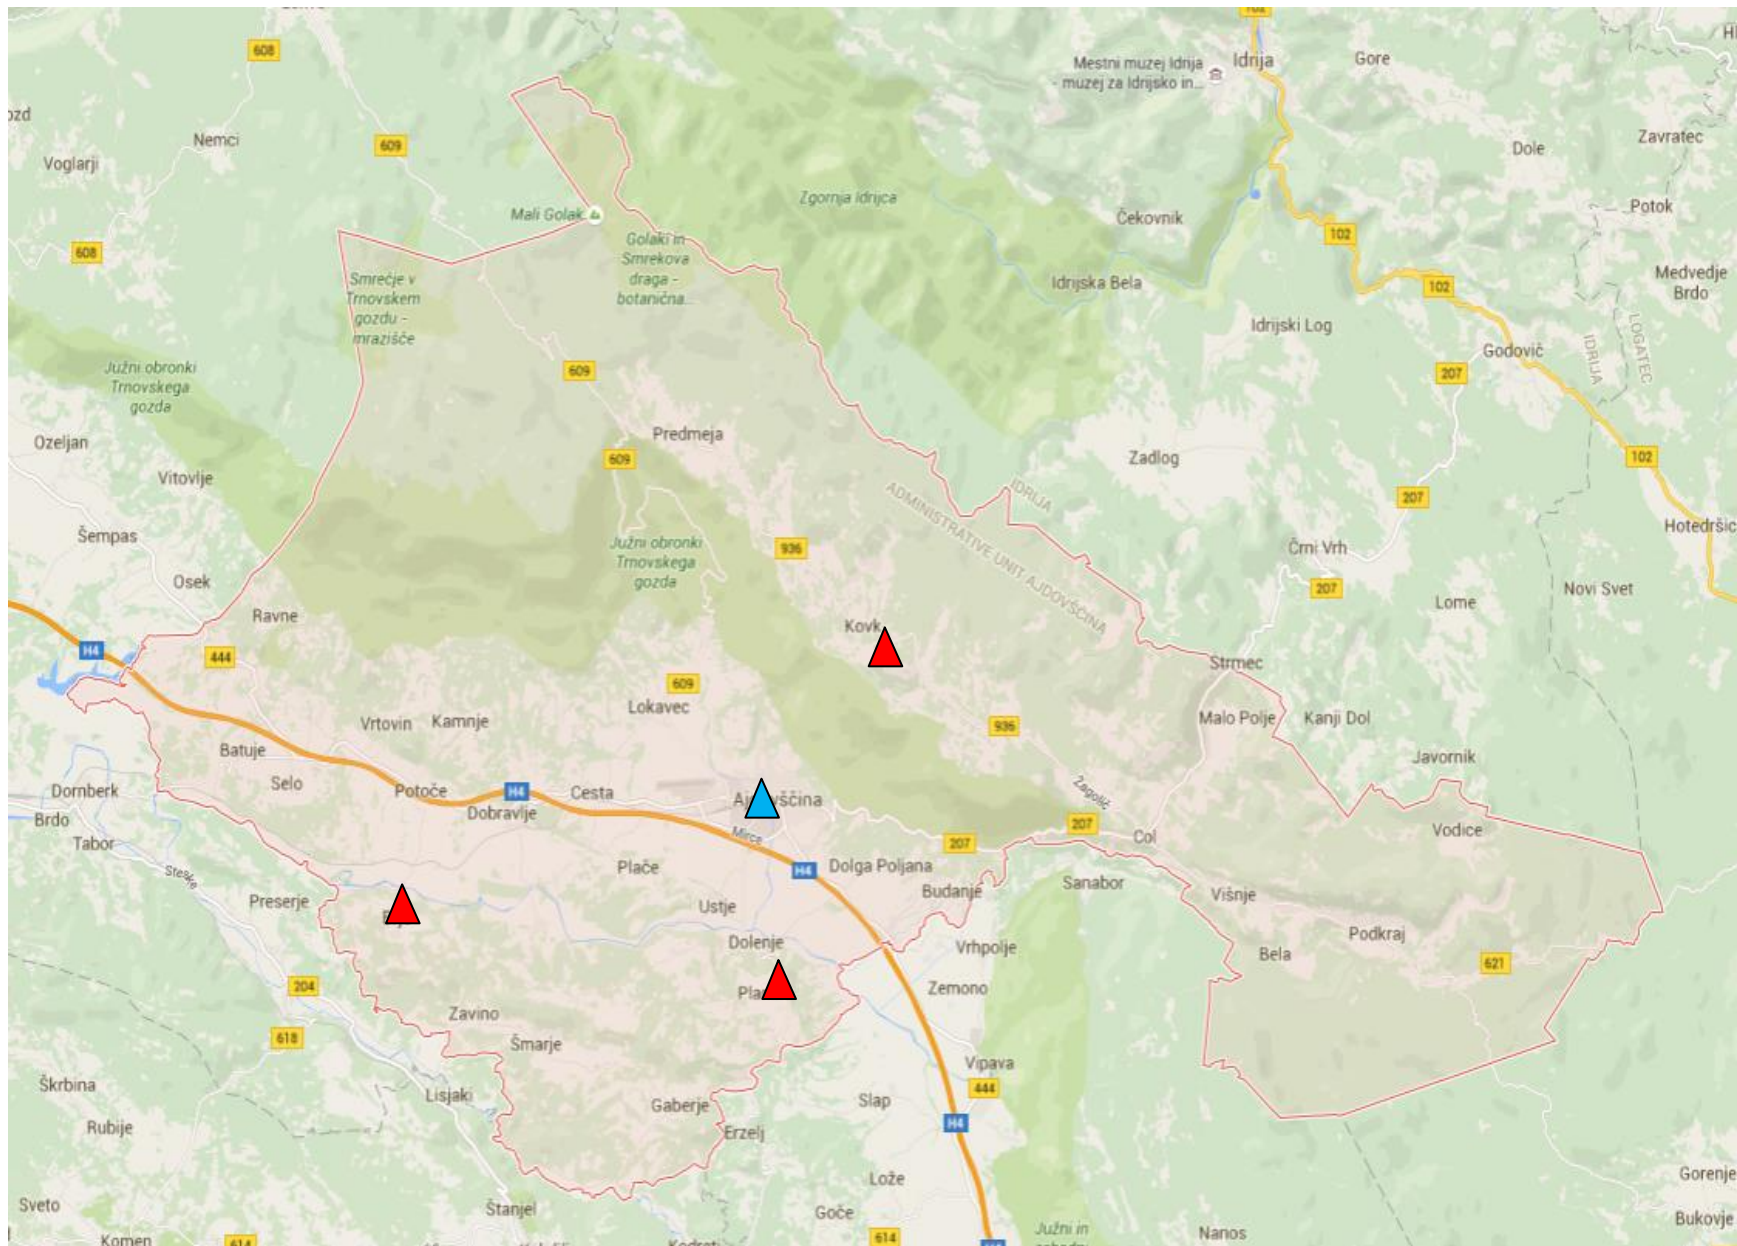 102
608
Mestni muzej Idrija
- muzej za Idrijsko in...
Idrija
Gore
Nemci
609
Voglarji
Dole
Zavratec
Mali Golak
Zgornja Idrijca
Čekovnik
Potok
608
Golaki in
Smrekova
draga -
botanična...
102
Smrečje v
Trnovskem
gozdu -
mrazišče
Idrijska Bela
102
Medvedje
Brdo
Idrijski Log
Godovič
IDRIJA
LOGATEC
Južni obronki
Trnovskega
gozda
609
207
Ozeljan
Predmeja
609
Zadlog
102
Vitovlje
IDRIJA
ADMINISTRATIVE UNIT AJDOVŠČINA
207
Šempas
Hotedršic
Južni obronki
Trnovskega
gozda
936
Črni Vrh
207
Osek
Novi Svet
Lome
Ravne
Kovk
H4
444
Strmec
609
Lokavec
Vrtovin
Kamnje
936
Malo Polje
Kanji Dol
Batuje
Javornik
Selo
Potoče
H4
Cesta
Zagolič
Dornberk
Dobravlje
Brdo
Mirce
207
207
Col
Vodice
Tabor
Plače
H4
Dolga Poljana
Budanje
Sanabor
Višnje
Preserje
Ustje
Podkraj
Dolenje
Vrhpolje
Bela
621
204
Zemono
Zavino
618
Šmarje
Vipava
444
Škrbina
Lisjaki
Gaberje
Slap
H4
Rubije
Erzelj
Lože
Gorenje
Sveto
Štanjel
Goče
Bukovje
Komen
614
614
Južni in
Nanos